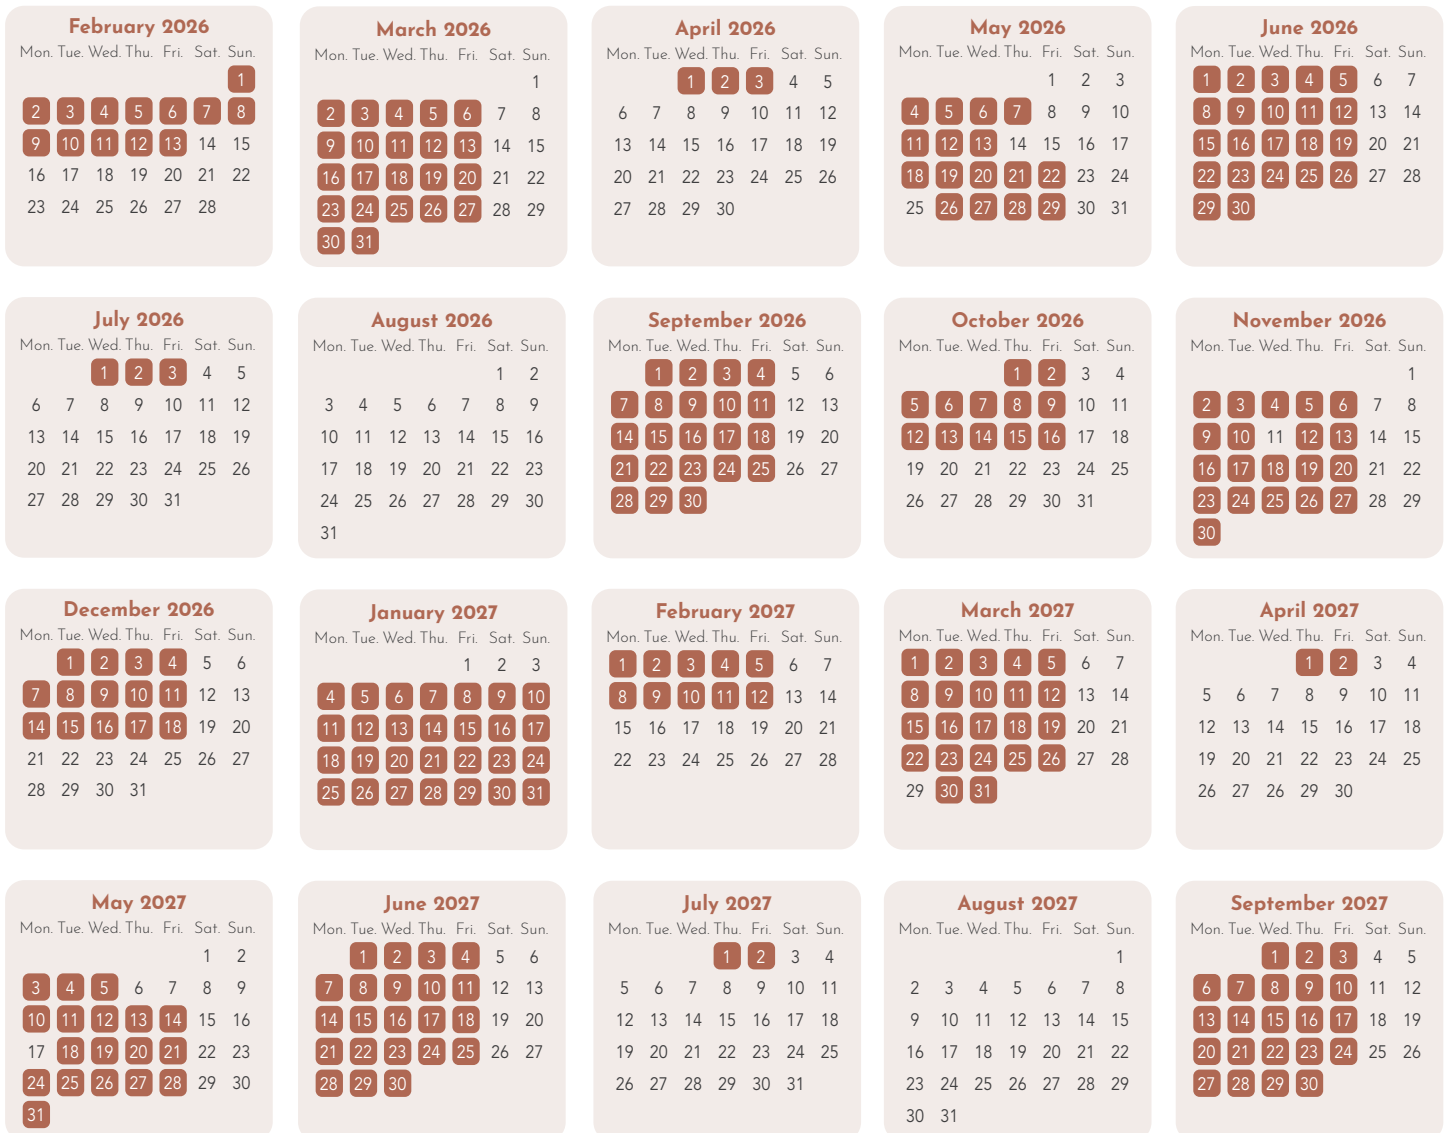 February 2026
Mon. Tue. Wed. Thu. Fri. Sat. Sun.
1
2 3 4 5 6 7 8
9 10 11 12 13 14 15
16 17 18 19 20 21 22
23 24 25 26 27 28
March 2026
Mon. Tue. Wed. Thu. Fri. Sat. Sun.
1
2 3 4 5 6 7 8
9 10 11 12 13 14 15
16 17 18 19 20 21 22
23 24 25 26 27 28 29
30 31
April 2026
Mon. Tue. Wed. Thu. Fri. Sat. Sun.
1 2 3 4 5
6 7 8 9 10 11 12
13 14 15 16 17 18 19
20 21 22 23 24 25 26
27 28 29 30
May 2026
Mon. Tue. Wed. Thu. Fri. Sat. Sun.
1 2 3
4 5 6 7 8 9 10
11 12 13 14 15 16 17
18 19 20 21 22 23 24
25 26 27 28 29 30 31
June 2026
Mon. Tue. Wed. Thu. Fri. Sat. Sun.
1 2 3 4 5 6 7
8 9 10 11 12 13 14
15 16 17 18 19 20 21
22 23 24 25 26 27 28
29 30
July 2026
Mon. Tue. Wed. Thu. Fri. Sat. Sun.
1 2 3 4 5
6 7 8 9 10 11 12
13 14 15 16 17 18 19
20 21 22 23 24 25 26
27 28 29 30 31
August 2026
Mon. Tue. Wed. Thu. Fri. Sat. Sun.
1 2
3 4 5 6 7 8 9
10 11 12 13 14 15 16
17 18 19 20 21 22 23
24 25 26 27 28 29 30
31
September 2026
Mon. Tue. Wed. Thu. Fri. Sat. Sun.
1 2 3 4 5 6
7 8 9 10 11 12 13
14 15 16 17 18 19 20
21 22 23 24 25 26 27
28 29 30
October 2026
Mon. Tue. Wed. Thu. Fri. Sat. Sun.
1 2 3 4
5 6 7 8 9 10 11
12 13 14 15 16 17 18
19 20 21 22 23 24 25
26 27 28 29 30 31
November 2026
Mon. Tue. Wed. Thu. Fri. Sat. Sun.
1
2 3 4 5 6 7 8
9 10 11 12 13 14 15
16 17 18 19 20 21 22
23 24 25 26 27 28 29
30
December 2026
Mon. Tue. Wed. Thu. Fri. Sat. Sun.
1 2 3 4 5 6
7 8 9 10 11 12 13
14 15 16 17 18 19 20
21 22 23 24 25 26 27
28 29 30 31
January 2027
Mon. Tue. Wed. Thu. Fri. Sat. Sun.
1 2 3
4 5 6 7 8 9 10
11 12 13 14 15 16 17
18 19 20 21 22 23 24
25 26 27 28 29 30 31
February 2027
Mon. Tue. Wed. Thu. Fri. Sat. Sun.
1 2 3 4 5 6 7
8 9 10 11 12 13 14
15 16 17 18 19 20 21
22 23 24 25 26 27 28
March 2027
Mon. Tue. Wed. Thu. Fri. Sat. Sun.
1 2 3 4 5 6 7
8 9 10 11 12 13 14
15 16 17 18 19 20 21
22 23 24 25 26 27 28
29 30 31
April 2027
Mon. Tue. Wed. Thu. Fri. Sat. Sun.
1 2 3 4
5 6 7 8 9 10 11
12 13 14 15 16 17 18
19 20 21 22 23 24 25
26 27 26 29 30
May 2027
Mon. Tue. Wed. Thu. Fri. Sat. Sun.
1 2
3 4 5 6 7 8 9
10 11 12 13 14 15 16
17 18 19 20 21 22 23
24 25 26 27 28 29 30
31
June 2027
Mon. Tue. Wed. Thu. Fri. Sat. Sun.
1 2 3 4 5 6
7 8 9 10 11 12 13
14 15 16 17 18 19 20
21 22 23 24 25 26 27
28 29 30
July 2027
Mon. Tue. Wed. Thu. Fri. Sat. Sun.
1 2 3 4
5 6 7 8 9 10 11
12 13 14 15 16 17 18
19 20 21 22 23 24 25
26 27 28 29 30 31
August 2027
Mon. Tue. Wed. Thu. Fri. Sat. Sun.
1
2 3 4 5 6 7 8
9 10 11 12 13 14 15
16 17 18 19 20 21 22
23 24 25 26 27 28 29
30 31
September 2027
Mon. Tue. Wed. Thu. Fri. Sat. Sun.
1 2 3 4 5
6 7 8 9 10 11 12
13 14 15 16 17 18 19
20 21 22 23 24 25 26
27 28 29 30